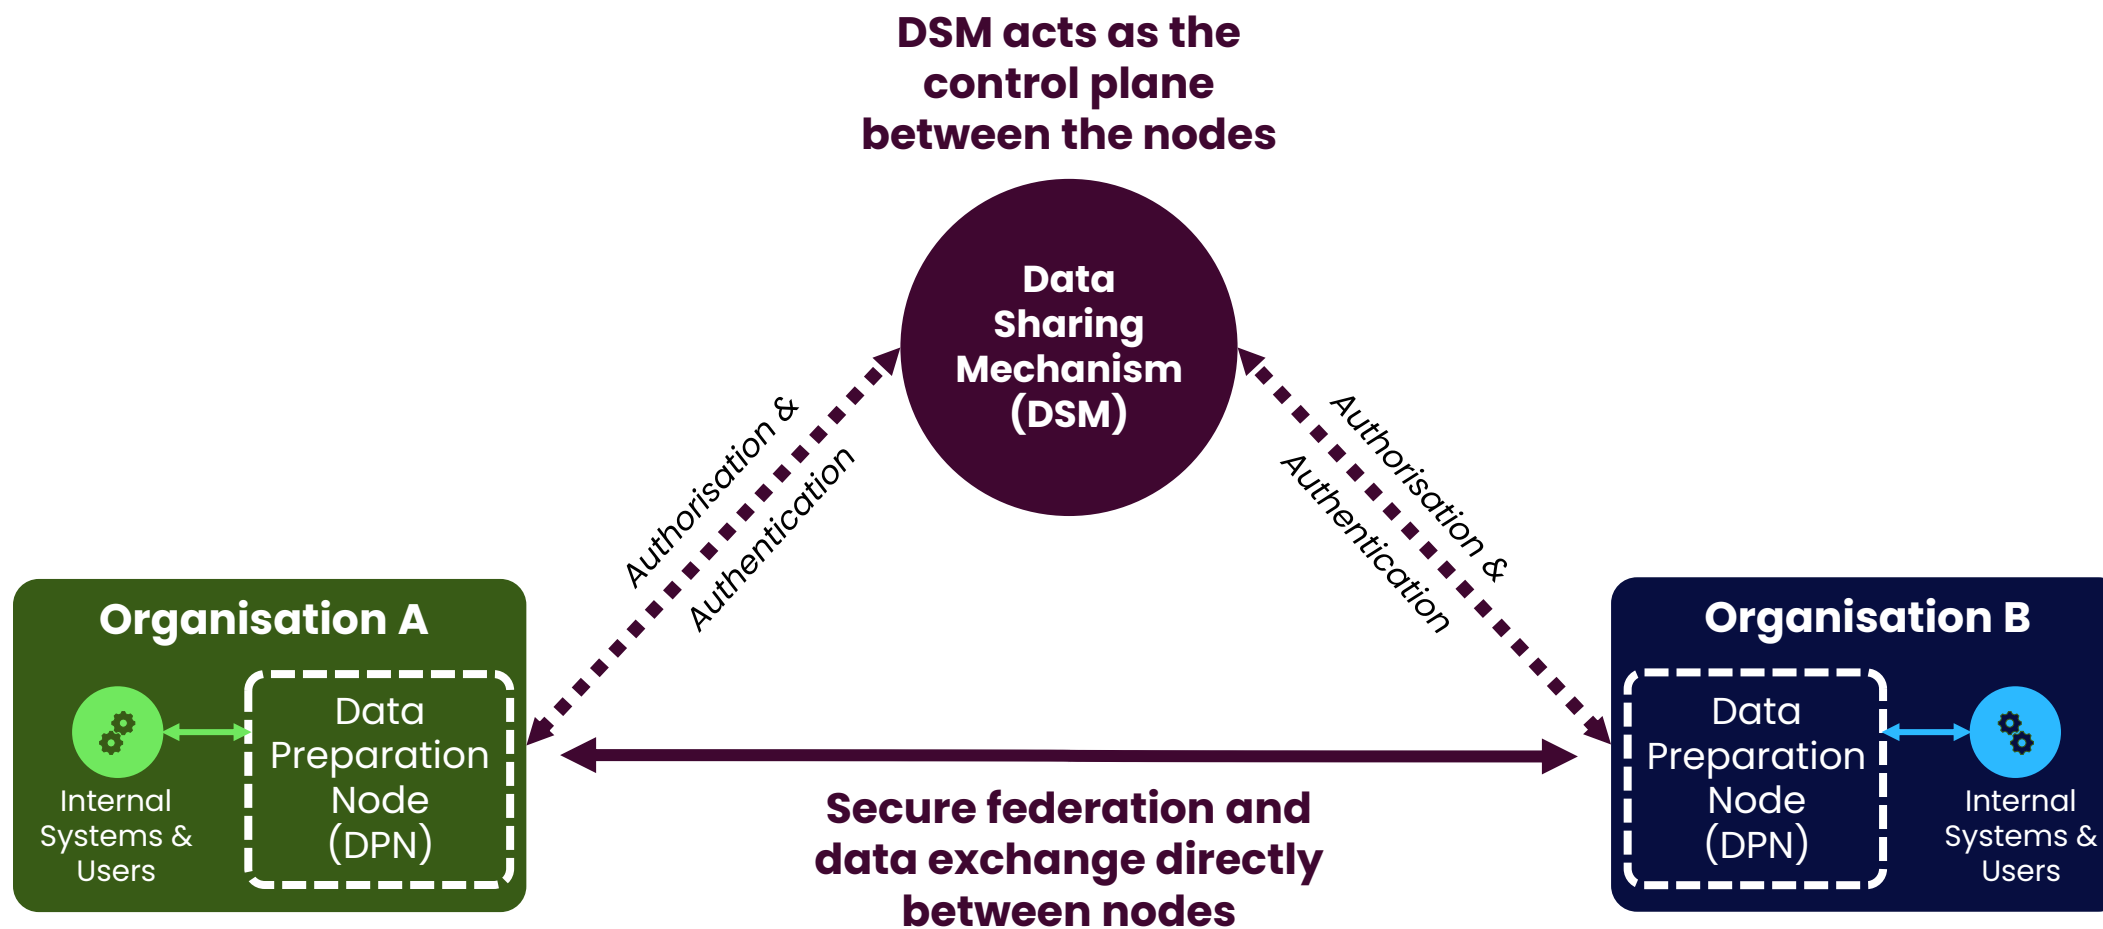 DSM acts as the
control plane
between the nodes
Data
Sharing
Mechanism
(DSM)
Authorisation &
Authentication
Authorisation &
Authentication
Organisation A
Internal
Systems &
Users
Data
Preparation
Node
(DPN)
Secure federation and
data exchange directly
between nodes
Organisation B
Data
Preparation
Node
(DPN)
Internal
Systems &
Users